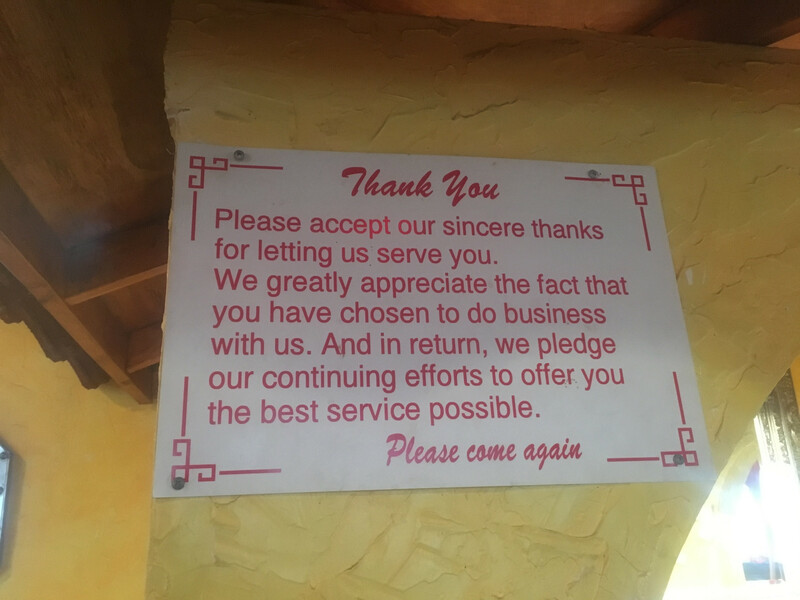 Thank You
Please accept our sincere thanks
for letting us serve you.
We greatly appreciate the fact that
you have chosen to do business
with us. And in return, we pledge
our continuing efforts to offer you
the best service possible.
Please come again